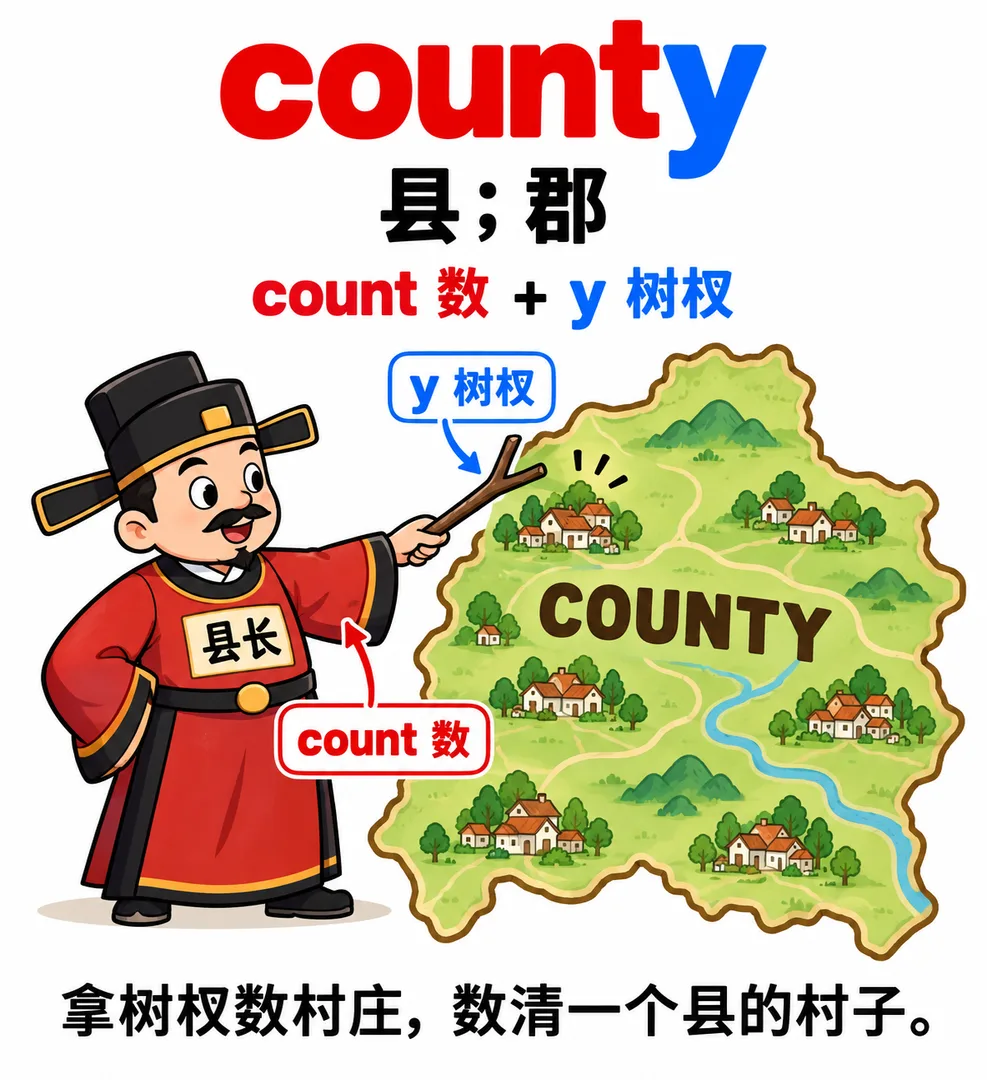 county
县；郡
count 数 + y 树杈
y 树杈
COUNTY
县长
count 数
拿树杈数村庄，数清一个县的村子。